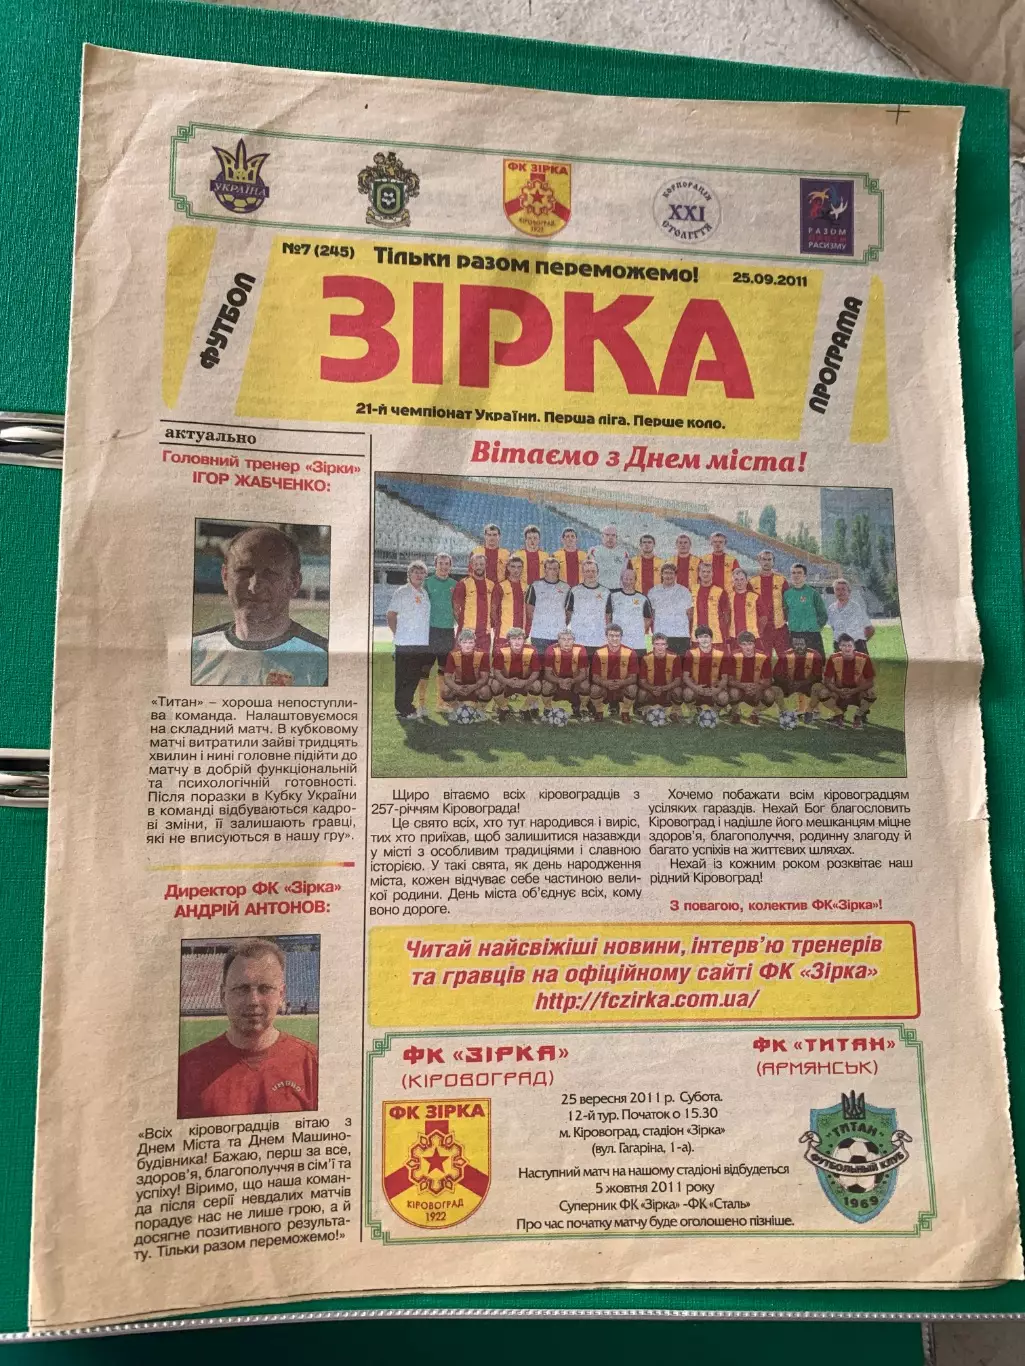 УКРАЇНА
ФК ЗІРКА
КІРОВОГРАД
1922
КОРПОРАЦІЯ
XXI
СТОЛІТТЯ
РАЗОМ
ПРОТИ
РАСИЗМУ
№7 (245)
Тільки разом переможемо!
25.09.2011
ФУТБОЛ
ЗІРКА
ПРОГРАМА
21-й чемпіонат України. Перша ліга. Перше коло.
актуально
Головний тренер «Зірки»
ІГОР ЖАБЧЕНКО:
«Титан» – хороша непоступли-
ва команда. Налаштовуємося
на складний матч. В кубковому
матчі витратили зайві тридцять
хвилин і нині головне підійти до
матчу в добрій функціональній
та психологічній готовності.
Після поразки в Кубку України
в команді відбуваються кадро-
ві зміни, її залишають гравці,
які не вписуються в нашу гру».
Директор ФК «Зірка»
АНДРІЙ АНТОНОВ:
«Всіх кіровоградців вітаю з
Днем Міста та Днем Машино-
будівника! Бажаю, перш за все,
здоров'я, благополуччя в сім'ї та
успіху! Віримо, що наша коман-
да після серії невдалих матчів
порадує нас не лише грою, а й
досягне позитивного результа-
ту. Тільки разом переможемо!»
Вітаємо з Днем міста!
Щиро вітаємо всіх кіровоградців з
257-річчям Кіровограда!
Це свято всіх, хто тут народився і виріс,
тих хто приїхав, щоб залишитися назавжди
у місті з особливим традиціями і славною
історією. У такі свята, як день народження
міста, кожен відчуває себе частиною вели-
кої родини. День міста об'єднує всіх, кому
воно дороге.
Хочемо побажати всім кіровоградцям
усіляких гараздів. Нехай Бог благословить
Кіровоград і надішле його мешканцям міцне
здоров'я, благополуччя, родинну злагоду й
багато успіхів на життєвих шляхах.
Нехай із кожним роком розквітає наш
рідний Кіровоград!
З повагою, колектив ФК«Зірка»!
Читай найсвіжіші новини, інтерв'ю тренерів
та гравців на офіційному сайті ФК «Зірка»
http://fczirka.com.ua/
ФК «ЗІРКА»
(КІРОВОГРАД)
ФК «ТИТАН»
(АРМЯНСЬК)
25 вересня 2011 р. Субота.
12-й тур. Початок о 15.30
м. Кіровоград, стадіон «Зірка»
(вул. Гагаріна, 1-а).
Наступний матч на нашому стадіоні відбудеться
5 жовтня 2011 року
Суперник ФК «Зірка» -ФК «Сталь»
Про час початку матчу буде оголошено пізніше.
ФК ЗІРКА
КІРОВОГРАД
1922
ТИТАН
ФУТБОЛЬНЫЙ КЛУБ
1969